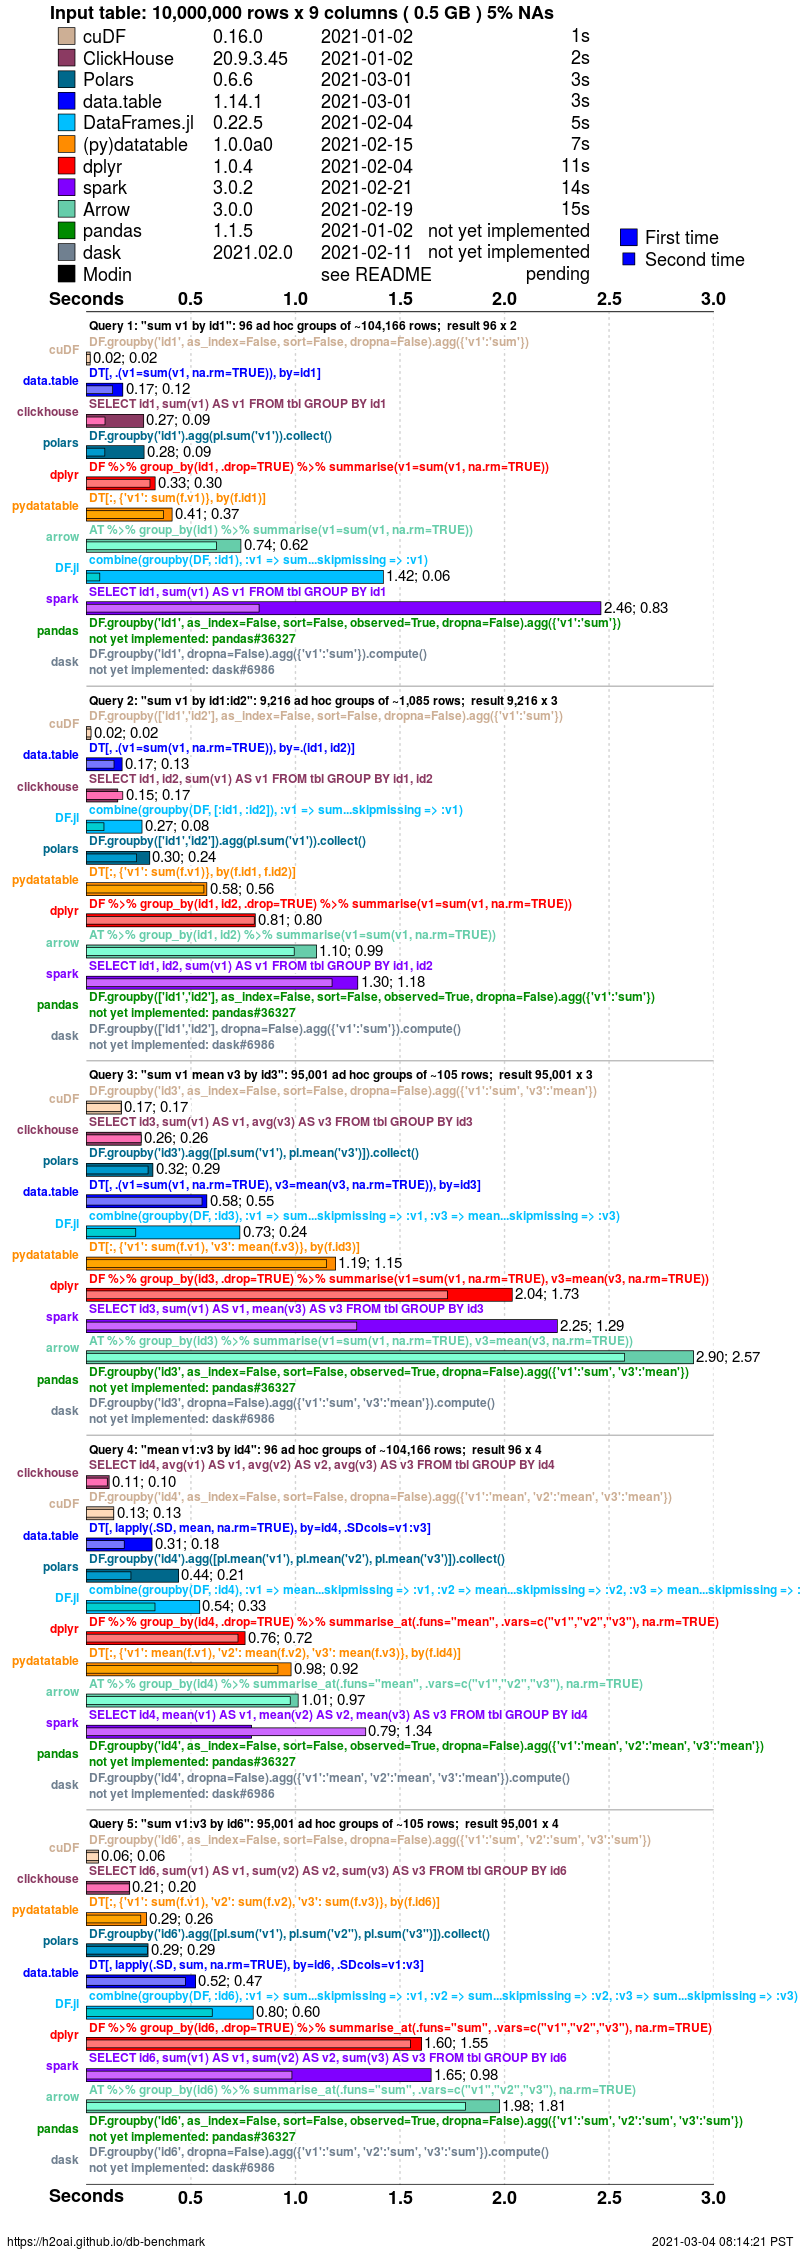 Input table: 10,000,000 rows x 9 columns ( 0.5 GB ) 5% NAs
cuDF 0.16.0 2021-01-02 1s
ClickHouse 20.9.3.45 2021-01-02 2s
Polars 0.6.6 2021-03-01 3s
data.table 1.14.1 2021-03-01 3s
DataFrames.jl 0.22.5 2021-02-04 5s
(py)datatable 1.0.0a0 2021-02-15 7s
dplyr 1.0.4 2021-02-04 11s
spark 3.0.2 2021-02-21 14s
Arrow 3.0.0 2021-02-19 15s
pandas 1.1.5 2021-01-02 not yet implemented
dask 2021.02.0 2021-02-11 not yet implemented
Modin see README pending
First time
Second time
Seconds 0.5 1.0 1.5 2.0 2.5 3.0
Query 1: "sum v1 by id1": 96 ad hoc groups of ~104,166 rows; result 96 x 2
DF.groupby('id1', as_index=False, sort=False, dropna=False).agg({'v1':'sum'})
cuDF 0.02; 0.02
DT[, .(v1=sum(v1, na.rm=TRUE)), by=id1]
data.table 0.17; 0.12
SELECT id1, sum(v1) AS v1 FROM tbl GROUP BY id1
clickhouse 0.27; 0.09
DF.groupby('id1').agg(pl.sum('v1')).collect()
polars 0.28; 0.09
DF %>% group_by(id1, .drop=TRUE) %>% summarise(v1=sum(v1, na.rm=TRUE))
dplyr 0.33; 0.30
DT[:, {'v1': sum(f.v1)}, by(f.id1)]
pydatatable 0.41; 0.37
AT %>% group_by(id1) %>% summarise(v1=sum(v1, na.rm=TRUE))
arrow 0.74; 0.62
combine(groupby(DF, :id1), :v1 => sum...skipmissing => :v1)
DF.jl 1.42; 0.06
SELECT id1, sum(v1) AS v1 FROM tbl GROUP BY id1
spark 2.46; 0.83
DF.groupby('id1', as_index=False, sort=False, observed=True, dropna=False).agg({'v1':'sum'})
pandas not yet implemented: pandas#36327
DF.groupby('id1', dropna=False).agg({'v1':'sum'}).compute()
dask not yet implemented: dask#6986
Query 2: "sum v1 by id1:id2": 9,216 ad hoc groups of ~1,085 rows; result 9,216 x 3
DF.groupby(['id1','id2'], as_index=False, sort=False, dropna=False).agg({'v1':'sum'})
cuDF 0.02; 0.02
DT[, .(v1=sum(v1, na.rm=TRUE)), by=.(id1, id2)]
data.table 0.17; 0.13
SELECT id1, id2, sum(v1) AS v1 FROM tbl GROUP BY id1, id2
clickhouse 0.15; 0.17
combine(groupby(DF, [:id1, :id2]), :v1 => sum...skipmissing => :v1)
DF.jl 0.27; 0.08
DF.groupby(['id1','id2']).agg(pl.sum('v1')).collect()
polars 0.30; 0.24
DT[:, {'v1': sum(f.v1)}, by(f.id1, f.id2)]
pydatatable 0.58; 0.56
DF %>% group_by(id1, id2, .drop=TRUE) %>% summarise(v1=sum(v1, na.rm=TRUE))
dplyr 0.81; 0.80
AT %>% group_by(id1, id2) %>% summarise(v1=sum(v1, na.rm=TRUE))
arrow 1.10; 0.99
SELECT id1, id2, sum(v1) AS v1 FROM tbl GROUP BY id1, id2
spark 1.30; 1.18
DF.groupby(['id1','id2'], as_index=False, sort=False, observed=True, dropna=False).agg({'v1':'sum'})
pandas not yet implemented: pandas#36327
DF.groupby(['id1','id2'], dropna=False).agg({'v1':'sum'}).compute()
dask not yet implemented: dask#6986
Query 3: "sum v1 mean v3 by id3": 95,001 ad hoc groups of ~105 rows; result 95,001 x 3
DF.groupby('id3', as_index=False, sort=False, dropna=False).agg({'v1':'sum', 'v3':'mean'})
cuDF 0.17; 0.17
SELECT id3, sum(v1) AS v1, avg(v3) AS v3 FROM tbl GROUP BY id3
clickhouse 0.26; 0.26
DF.groupby('id3').agg([pl.sum('v1'), pl.mean('v3')]).collect()
polars 0.32; 0.29
DT[, .(v1=sum(v1, na.rm=TRUE), v3=mean(v3, na.rm=TRUE)), by=id3]
data.table 0.58; 0.55
combine(groupby(DF, :id3), :v1 => sum...skipmissing => :v1, :v3 => mean...skipmissing => :v3)
DF.jl 0.73; 0.24
DT[:, {'v1': sum(f.v1), 'v3': mean(f.v3)}, by(f.id3)]
pydatatable 1.19; 1.15
DF %>% group_by(id3, .drop=TRUE) %>% summarise(v1=sum(v1, na.rm=TRUE), v3=mean(v3, na.rm=TRUE))
dplyr 2.04; 1.73
SELECT id3, sum(v1) AS v1, mean(v3) AS v3 FROM tbl GROUP BY id3
spark 2.25; 1.29
AT %>% group_by(id3) %>% summarise(v1=sum(v1, na.rm=TRUE), v3=mean(v3, na.rm=TRUE))
arrow 2.90; 2.57
DF.groupby('id3', as_index=False, sort=False, observed=True, dropna=False).agg({'v1':'sum', 'v3':'mean'})
pandas not yet implemented: pandas#36327
DF.groupby('id3', dropna=False).agg({'v1':'sum', 'v3':'mean'}).compute()
dask not yet implemented: dask#6986
Query 4: "mean v1:v3 by id4": 96 ad hoc groups of ~104,166 rows; result 96 x 4
SELECT id4, avg(v1) AS v1, avg(v2) AS v2, avg(v3) AS v3 FROM tbl GROUP BY id4
clickhouse 0.11; 0.10
DF.groupby('id4', as_index=False, sort=False, dropna=False).agg({'v1':'mean', 'v2':'mean', 'v3':'mean'})
cuDF 0.13; 0.13
DT[, lapply(.SD, mean, na.rm=TRUE), by=id4, .SDcols=v1:v3]
data.table 0.31; 0.18
DF.groupby('id4').agg([pl.mean('v1'), pl.mean('v2'), pl.mean('v3')]).collect()
polars 0.44; 0.21
combine(groupby(DF, :id4), :v1 => mean...skipmissing => :v1, :v2 => mean...skipmissing => :v2, :v3 => mean...skipmissing => :
DF.jl 0.54; 0.33
DF %>% group_by(id4, .drop=TRUE) %>% summarise_at(.funs="mean", .vars=c("v1","v2","v3"), na.rm=TRUE)
dplyr 0.76; 0.72
DT[:, {'v1': mean(f.v1), 'v2': mean(f.v2), 'v3': mean(f.v3)}, by(f.id4)]
pydatatable 0.98; 0.92
AT %>% group_by(id4) %>% summarise_at(.funs="mean", .vars=c("v1","v2","v3"), na.rm=TRUE)
arrow 1.01; 0.97
SELECT id4, mean(v1) AS v1, mean(v2) AS v2, mean(v3) AS v3 FROM tbl GROUP BY id4
spark 0.79; 1.34
DF.groupby('id4', as_index=False, sort=False, observed=True, dropna=False).agg({'v1':'mean', 'v2':'mean', 'v3':'mean'})
pandas not yet implemented: pandas#36327
DF.groupby('id4', dropna=False).agg({'v1':'mean', 'v2':'mean', 'v3':'mean'}).compute()
dask not yet implemented: dask#6986
Query 5: "sum v1:v3 by id6": 95,001 ad hoc groups of ~105 rows; result 95,001 x 4
DF.groupby('id6', as_index=False, sort=False, dropna=False).agg({'v1':'sum', 'v2':'sum', 'v3':'sum'})
cuDF 0.06; 0.06
SELECT id6, sum(v1) AS v1, sum(v2) AS v2, sum(v3) AS v3 FROM tbl GROUP BY id6
clickhouse 0.21; 0.20
DT[:, {'v1': sum(f.v1), 'v2': sum(f.v2), 'v3': sum(f.v3)}, by(f.id6)]
pydatatable 0.29; 0.26
DF.groupby('id6').agg([pl.sum('v1'), pl.sum("v2"), pl.sum("v3")]).collect()
polars 0.29; 0.29
DT[, lapply(.SD, sum, na.rm=TRUE), by=id6, .SDcols=v1:v3]
data.table 0.52; 0.47
combine(groupby(DF, :id6), :v1 => sum...skipmissing => :v1, :v2 => sum...skipmissing => :v2, :v3 => sum...skipmissing => :v3)
DF.jl 0.80; 0.60
DF %>% group_by(id6, .drop=TRUE) %>% summarise_at(.funs="sum", .vars=c("v1","v2","v3"), na.rm=TRUE)
dplyr 1.60; 1.55
SELECT id6, sum(v1) AS v1, sum(v2) AS v2, sum(v3) AS v3 FROM tbl GROUP BY id6
spark 1.65; 0.98
AT %>% group_by(id6) %>% summarise_at(.funs="sum", .vars=c("v1","v2","v3"), na.rm=TRUE)
arrow 1.98; 1.81
DF.groupby('id6', as_index=False, sort=False, observed=True, dropna=False).agg({'v1':'sum', 'v2':'sum', 'v3':'sum'})
pandas not yet implemented: pandas#36327
DF.groupby('id6', dropna=False).agg({'v1':'sum', 'v2':'sum', 'v3':'sum'}).compute()
dask not yet implemented: dask#6986
Seconds 0.5 1.0 1.5 2.0 2.5 3.0
https://h2oai.github.io/db-benchmark 2021-03-04 08:14:21 PST